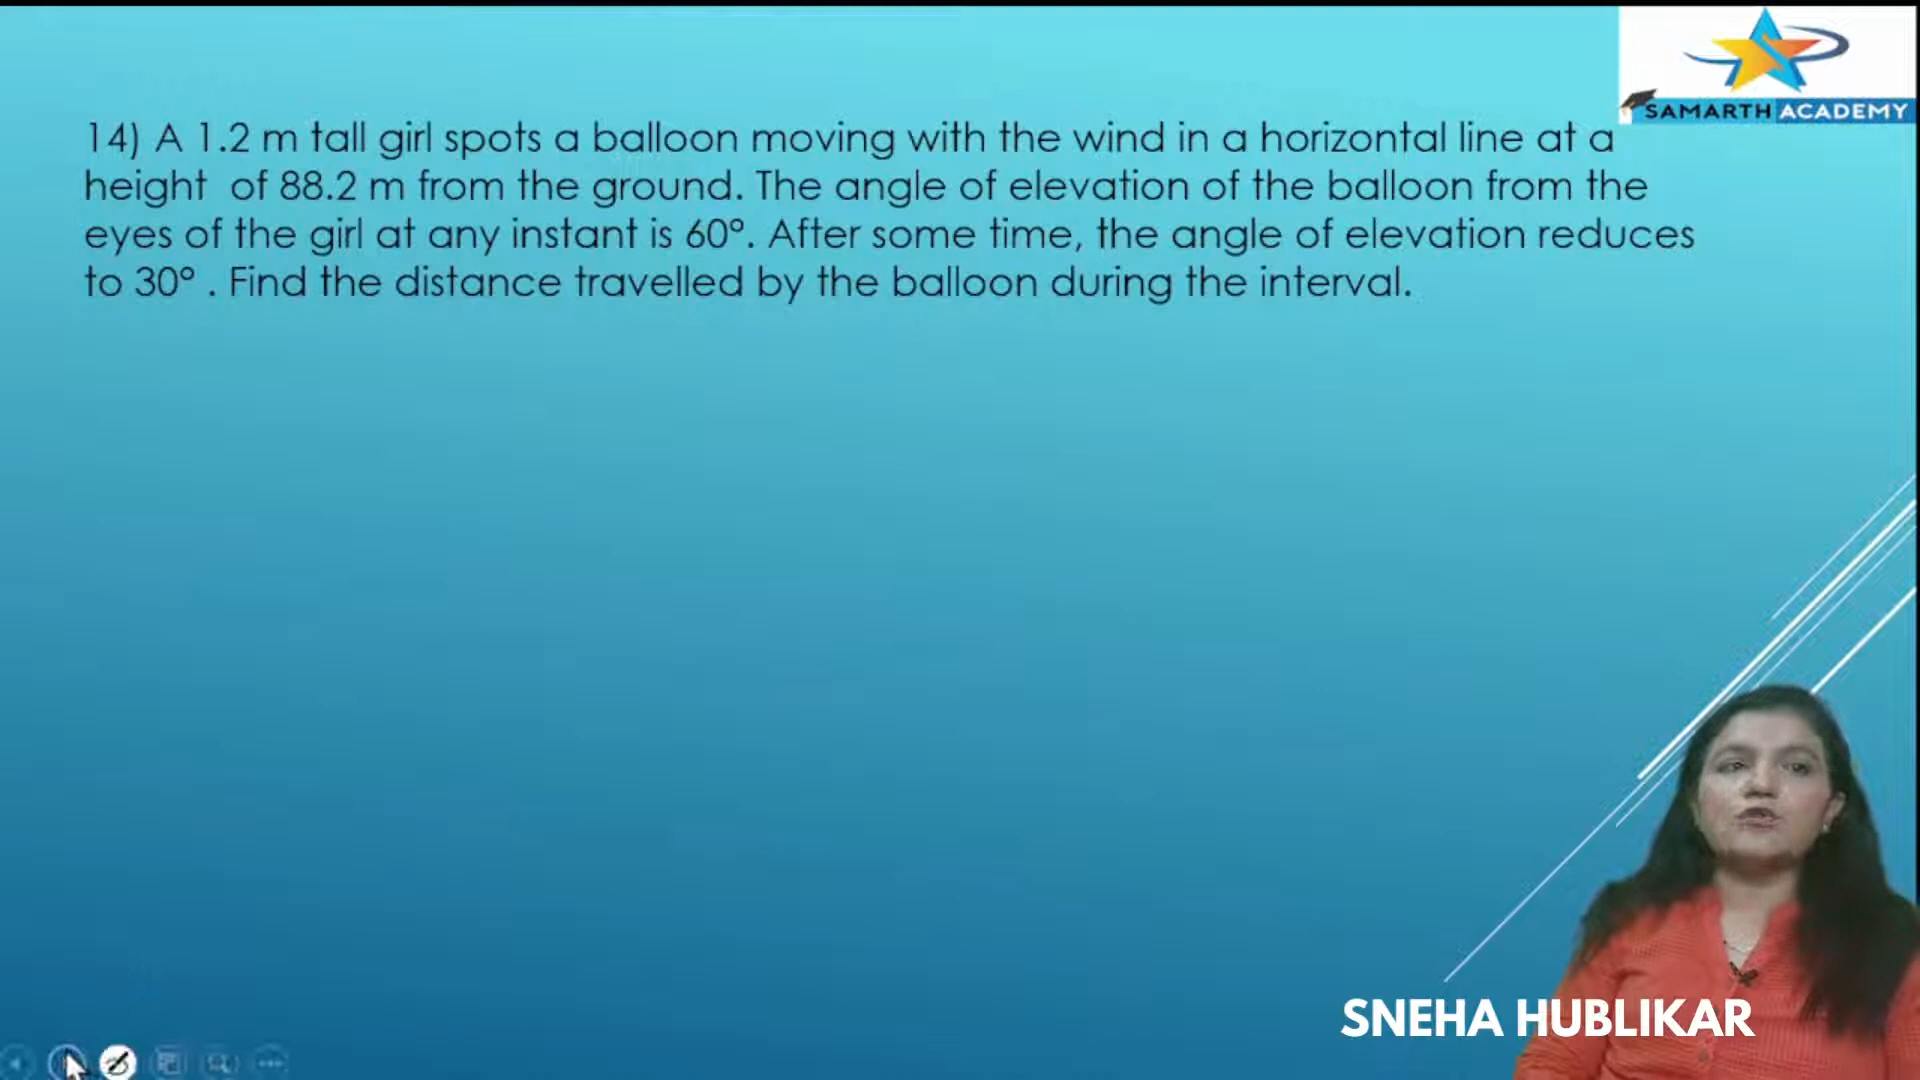 SAMARTH ACADEMY
14) A 1.2 m tall girl spots a balloon moving with the wind in a horizontal line at a
height of 88.2 m from the ground. The angle of elevation of the balloon from the
eyes of the girl at any instant is 60°. After some time, the angle of elevation reduces
to 30° . Find the distance travelled by the balloon during the interval.
SNEHA HUBLIKAR